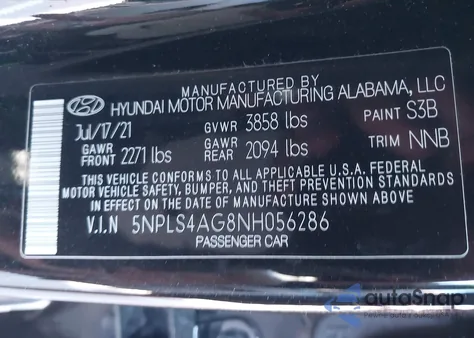 MANUFACTURED BY
HYUNDAI MOTOR MANUFACTURING ALABAMA, LLC
Jul/17/21 GVWR 3858 lbs PAINT S3B
GAWR FRONT 2271 lbs GAWR REAR 2094 lbs TRIM NNB
THIS VEHICLE CONFORMS TO ALL APPLICABLE U.S.A. FEDERAL
MOTOR VEHICLE SAFETY, BUMPER, AND THEFT PREVENTION STANDARDS
IN EFFECT ON THE DATE OF MANUFACTURE SHOWN ABOVE
V.I.N 5NPLS4AG8NH056286
PASSENGER CAR
autoSnap